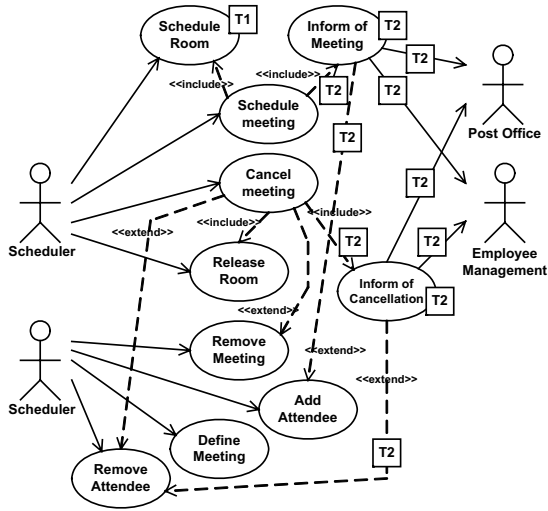 Schedule
Room
T1
Inform of
Meeting
T2
T2
<<include>>
<<include>>
T2
T2
Schedule
meeting
T2
Post Office
Cancel
meeting
Scheduler
T2
<<extend>>
<<include>>
<<include>>
T2
T2
Employee
Management
Release
Room
Inform of
Cancellation
T2
<<extend>>
Remove
Meeting
<<extend>>
<<extend>>
Scheduler
Add
Attendee
Define
Meeting
T2
Remove
Attendee